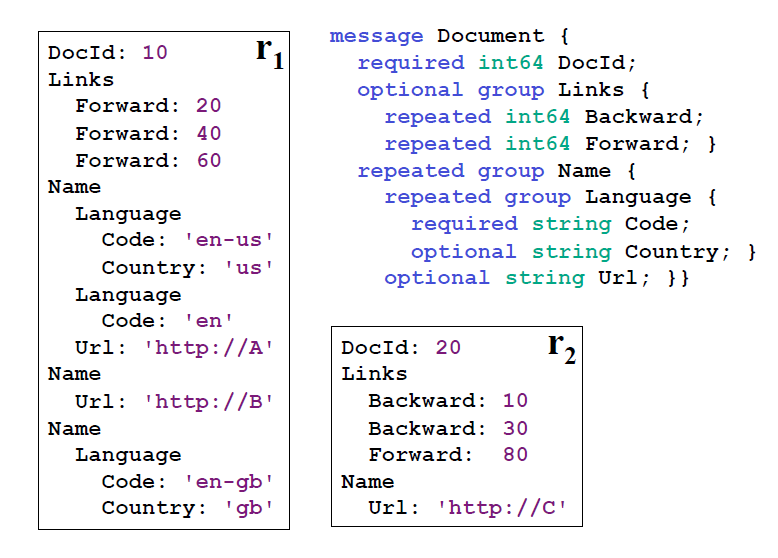 DocId: 10 r1
Links
  Forward: 20
  Forward: 40
  Forward: 60
Name
  Language
    Code: 'en-us'
    Country: 'us'
  Language
    Code: 'en'
  Url: 'http://A'
Name
  Url: 'http://B'
Name
  Language
    Code: 'en-gb'
    Country: 'gb'
message Document {
  required int64 DocId;
  optional group Links {
    repeated int64 Backward;
    repeated int64 Forward; }
  repeated group Name {
    repeated group Language {
      required string Code;
      optional string Country; }
    optional string Url; }}
DocId: 20 r2
Links
  Backward: 10
  Backward: 30
  Forward:  80
Name
  Url: 'http://C'